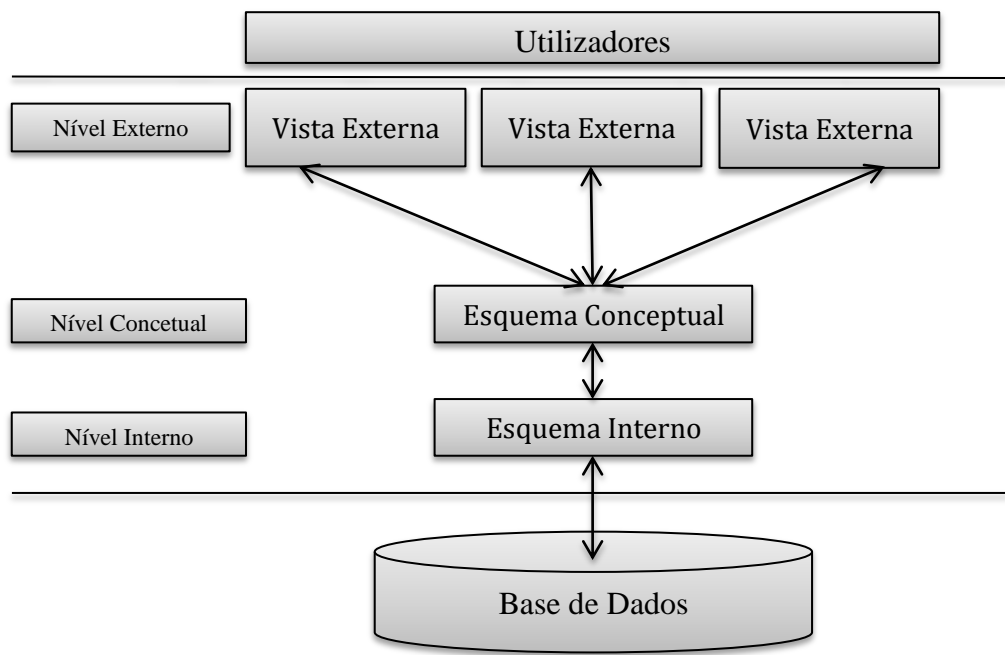 Utilizadores
Nível Externo
Vista Externa
Vista Externa
Vista Externa
Nível Concetual
Esquema Conceptual
Nível Interno
Esquema Interno
Base de Dados